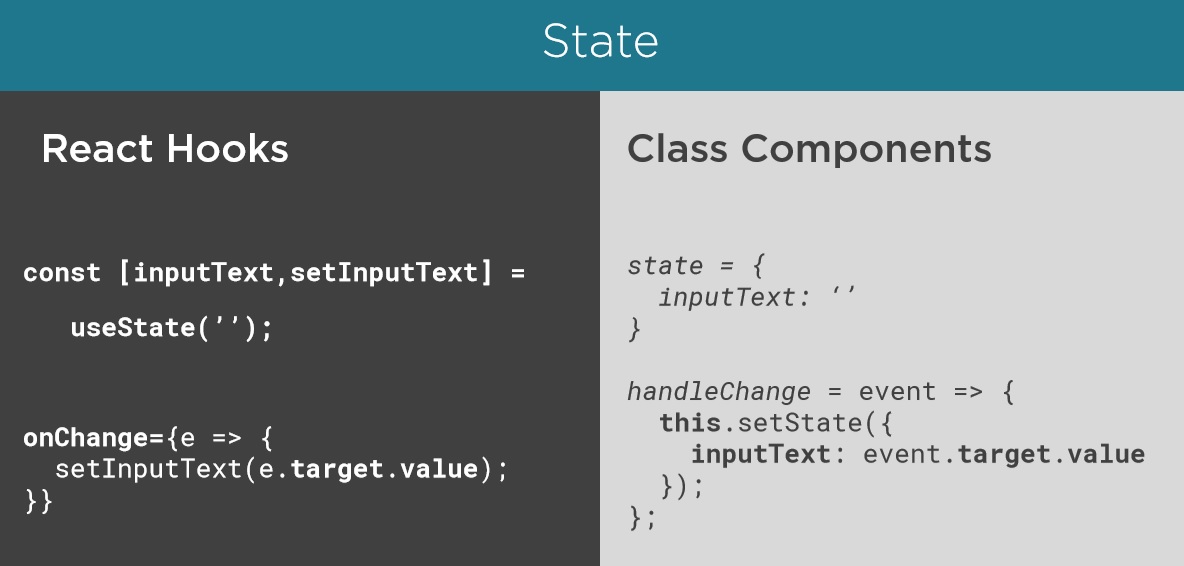 State
React Hooks
const [inputText,setInputText] =
useState(’’);
onChange={e => {
setInputText(e.target.value);
}}
Class Components
state = {
inputText: ‘’
}
handleChange = event => {
this.setState({
inputText: event.target.value
});
};